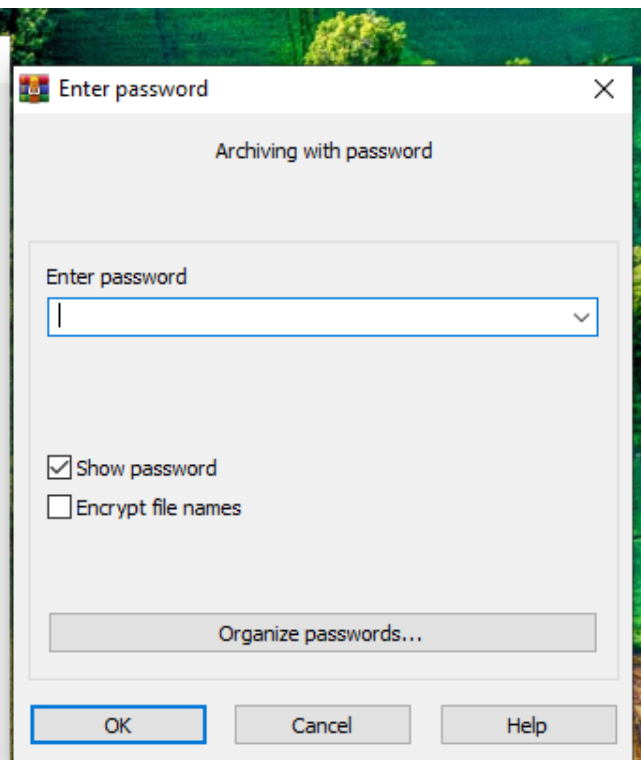 Enter password
Archiving with password
Enter password
Show password
Encrypt file names
Organize passwords...
OK Cancel Help